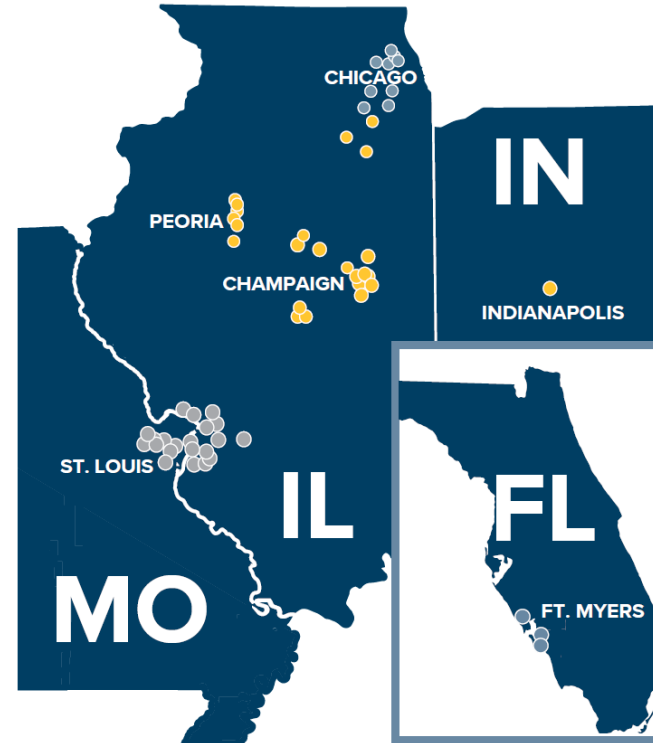 CHICAGO
IN
PEORIA
CHAMPAIGN
INDIANAPOLIS
ST. LOUIS
IL
FL
MO
FT. MYERS